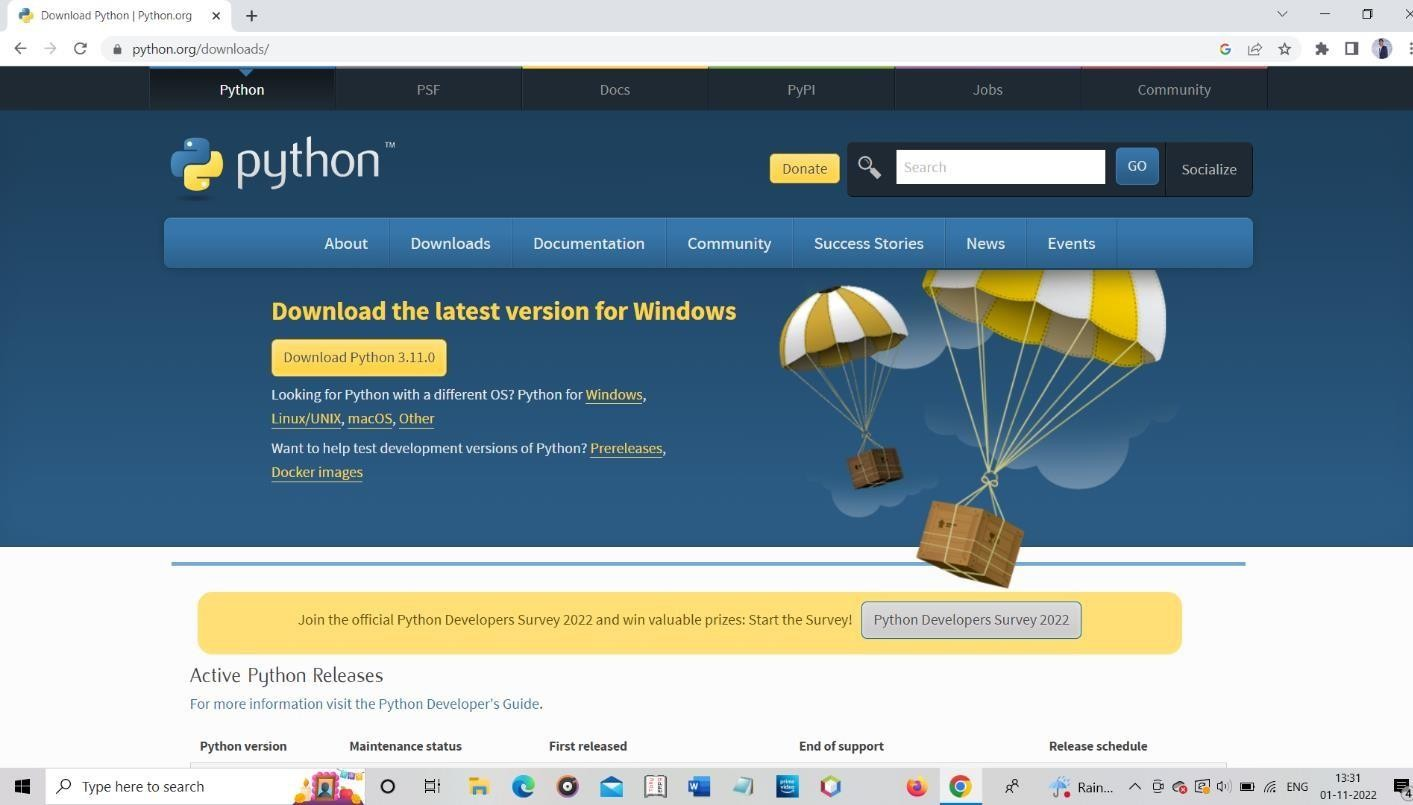 Download Python | Python.org
python.org/downloads/
Python PSF Docs PyPI Jobs Community
python™
Donate Search GO Socialize
About Downloads Documentation Community Success Stories News Events
Download the latest version for Windows
Download Python 3.11.0
Looking for Python with a different OS? Python for Windows,
Linux/UNIX, macOS, Other
Want to help test development versions of Python? Prereleases,
Docker images
Join the official Python Developers Survey 2022 and win valuable prizes: Start the Survey! Python Developers Survey 2022
Active Python Releases
For more information visit the Python Developer's Guide.
Python version Maintenance status First released End of support Release schedule
Type here to search Rain... ENG 13:31
01-11-2022 4